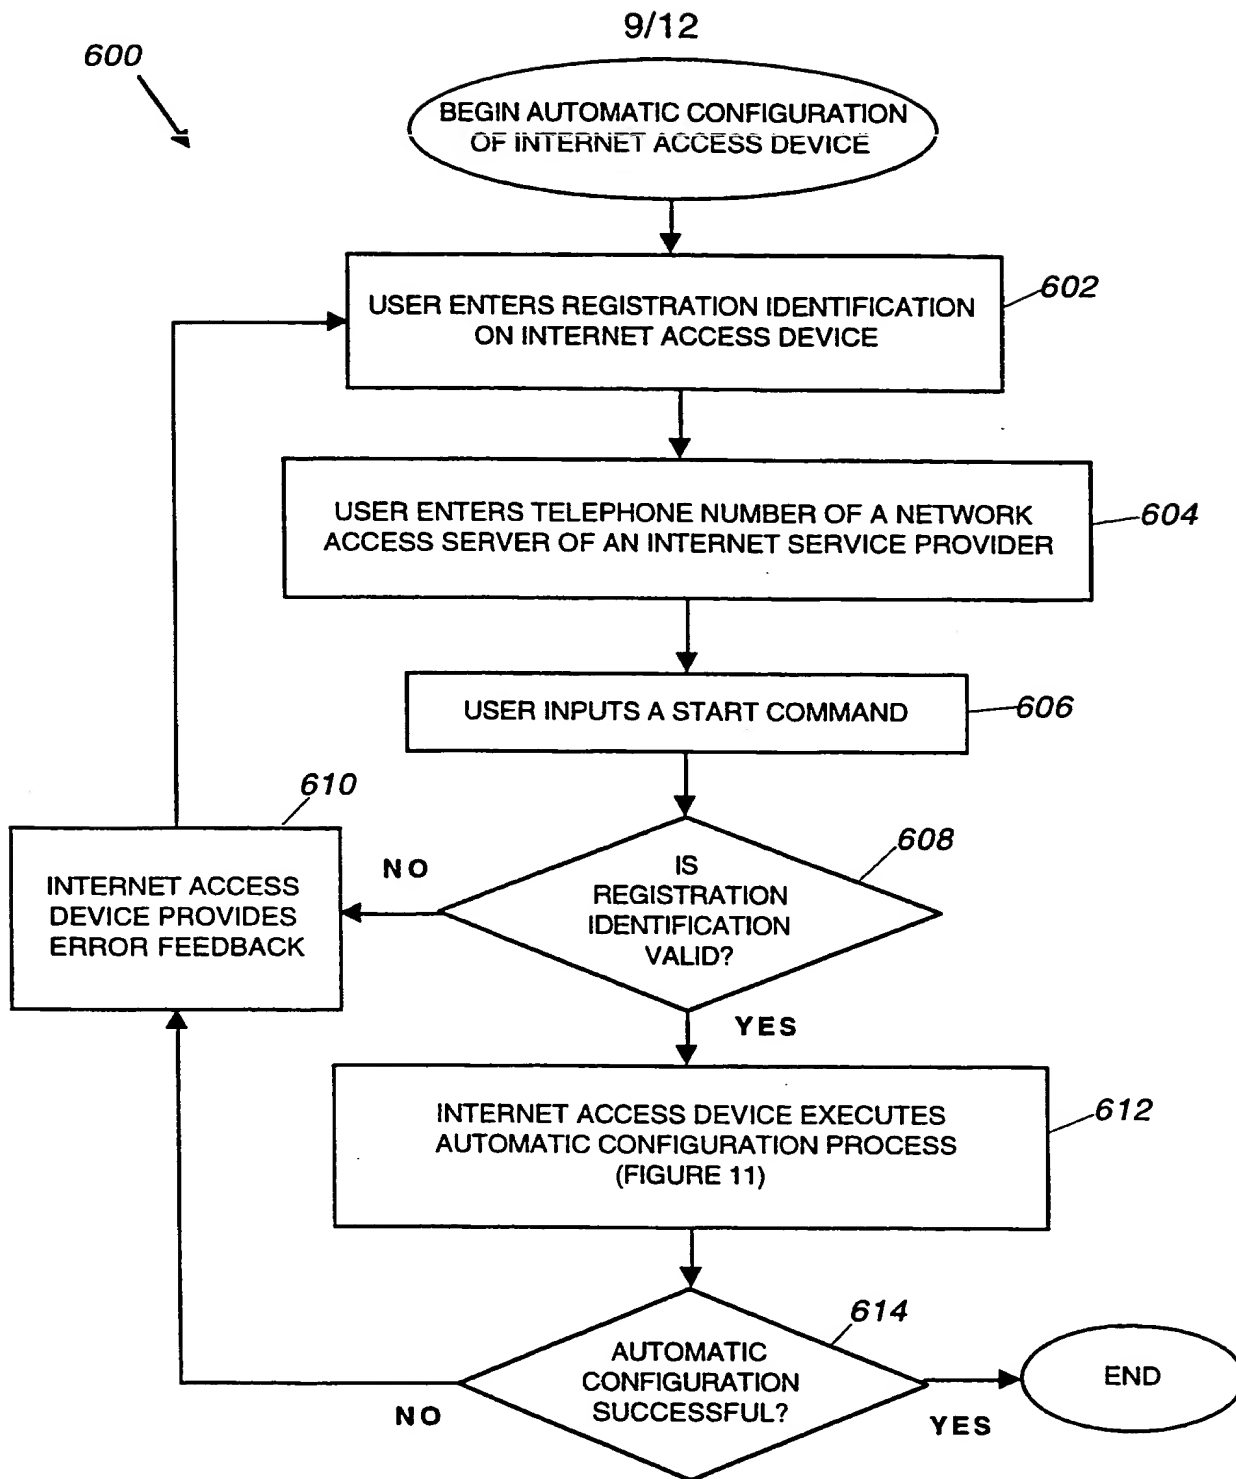 9/12
600
BEGIN AUTOMATIC CONFIGURATION
OF INTERNET ACCESS DEVICE
USER ENTERS REGISTRATION IDENTIFICATION
ON INTERNET ACCESS DEVICE
602
USER ENTERS TELEPHONE NUMBER OF A NETWORK
ACCESS SERVER OF AN INTERNET SERVICE PROVIDER
604
USER INPUTS A START COMMAND
606
610
INTERNET ACCESS
DEVICE PROVIDES
ERROR FEEDBACK
NO
IS
REGISTRATION
IDENTIFICATION
VALID?
608
YES
INTERNET ACCESS DEVICE EXECUTES
AUTOMATIC CONFIGURATION PROCESS
(FIGURE 11)
612
AUTOMATIC
CONFIGURATION
SUCCESSFUL?
614
NO
YES
END